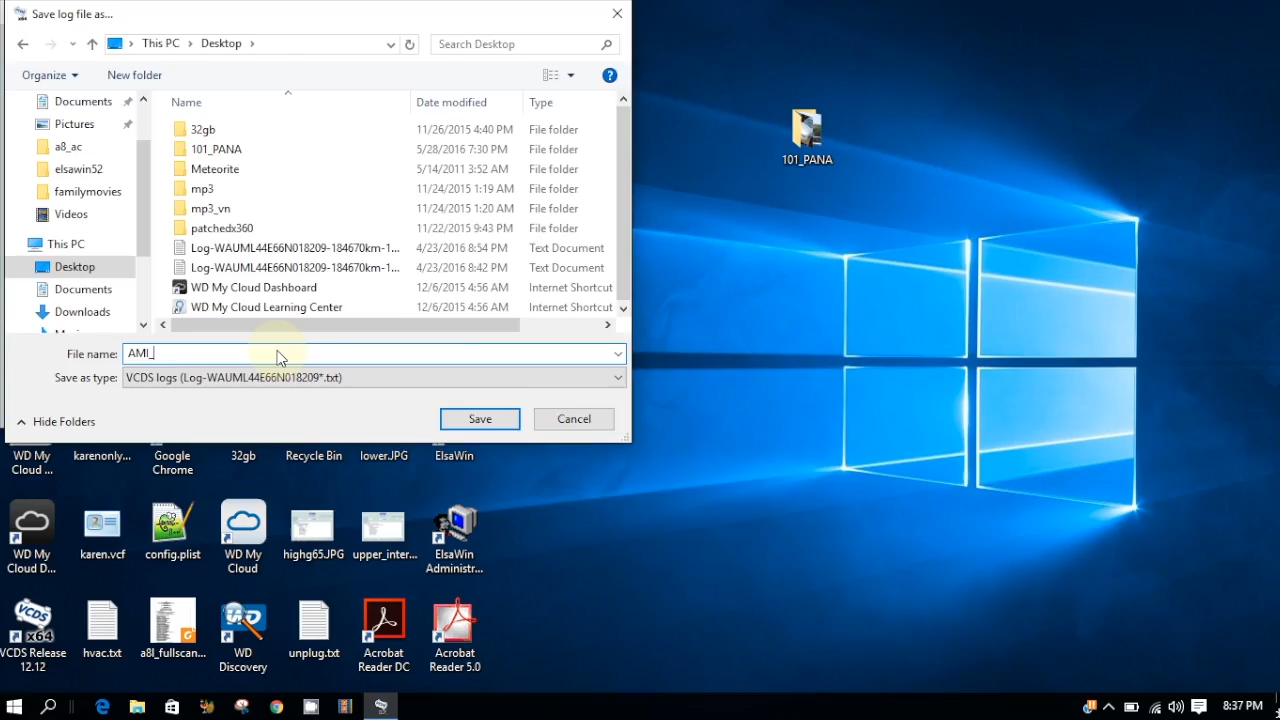 Save log file as...
This PC
Desktop
Search Desktop
Organize
New folder
Documents
Pictures
a8_ac
elsawin52
familymovies
Videos
This PC
Desktop
Documents
Downloads
Name
Date modified
Type
32gb
11/26/2015 4:40 PM
File folder
101_PANA
5/28/2016 7:30 PM
File folder
Meteorite
5/14/2011 3:52 AM
File folder
mp3
11/24/2015 1:19 AM
File folder
mp3_vn
11/24/2015 1:20 AM
File folder
patchedx360
11/22/2015 9:43 PM
File folder
Log-WAUML44E66N018209-184670km-1...
4/23/2016 8:54 PM
Text Document
Log-WAUML44E66N018209-184670km-1...
4/23/2016 8:42 PM
Text Document
WD My Cloud Dashboard
12/6/2015 4:56 AM
Internet Shortcut
WD My Cloud Learning Center
12/6/2015 4:56 AM
Internet Shortcut
File name:
AMI_
Save as type:
VCDS logs (Log-WAUML44E66N018209*.txt)
Hide Folders
Save
Cancel
101_PANA
WD My
Cloud ...
karenonly...
Google
Chrome
32gb
Recycle Bin
lower.JPG
ElsaWin
WD My
Cloud D...
karen.vcf
config.plist
WD My
Cloud
highg65.JPG
upper_inter...
ElsaWin
Administr...
VCDS
x64
VCDS Release
12.12
hvac.txt
a8l_fullscan...
WD
Discovery
unplug.txt
Acrobat
Reader DC
Acrobat
Reader 5.0
8:37 PM